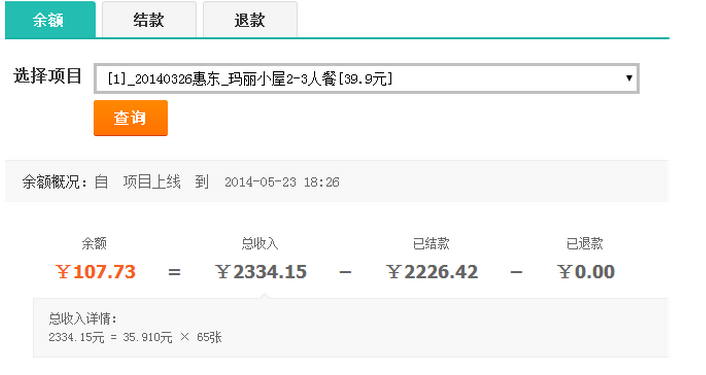 余额 结款 退款
选择项目 [1]_20140326惠东_玛丽小屋2-3人餐[39.9元]
查询
余额概况：自 项目上线 到 2014-05-23 18:26
余额 总收入 已结款 已退款
￥107.73 = ￥2334.15 - ￥2226.42 - ￥0.00
总收入详情：
2334.15元 = 35.910元 × 65张